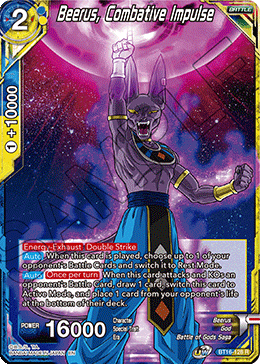 BATTLE
2
Beerus, Combative Impulse
1 +10000
Energy-Exhaust Double Strike
Auto When this card is played, choose up to 1 of your
opponent's Battle Cards and switch it to Rest Mode.
Auto Once per turn When this card attacks and KOs an
opponent's Battle Card, draw 1 card, switch this card to
Active Mode, and place 1 card from your opponent's life
at the bottom of their deck.
POWER 16000
Character Beerus
Special Trait God
Era Battle of Gods Saga
BT16-128 R